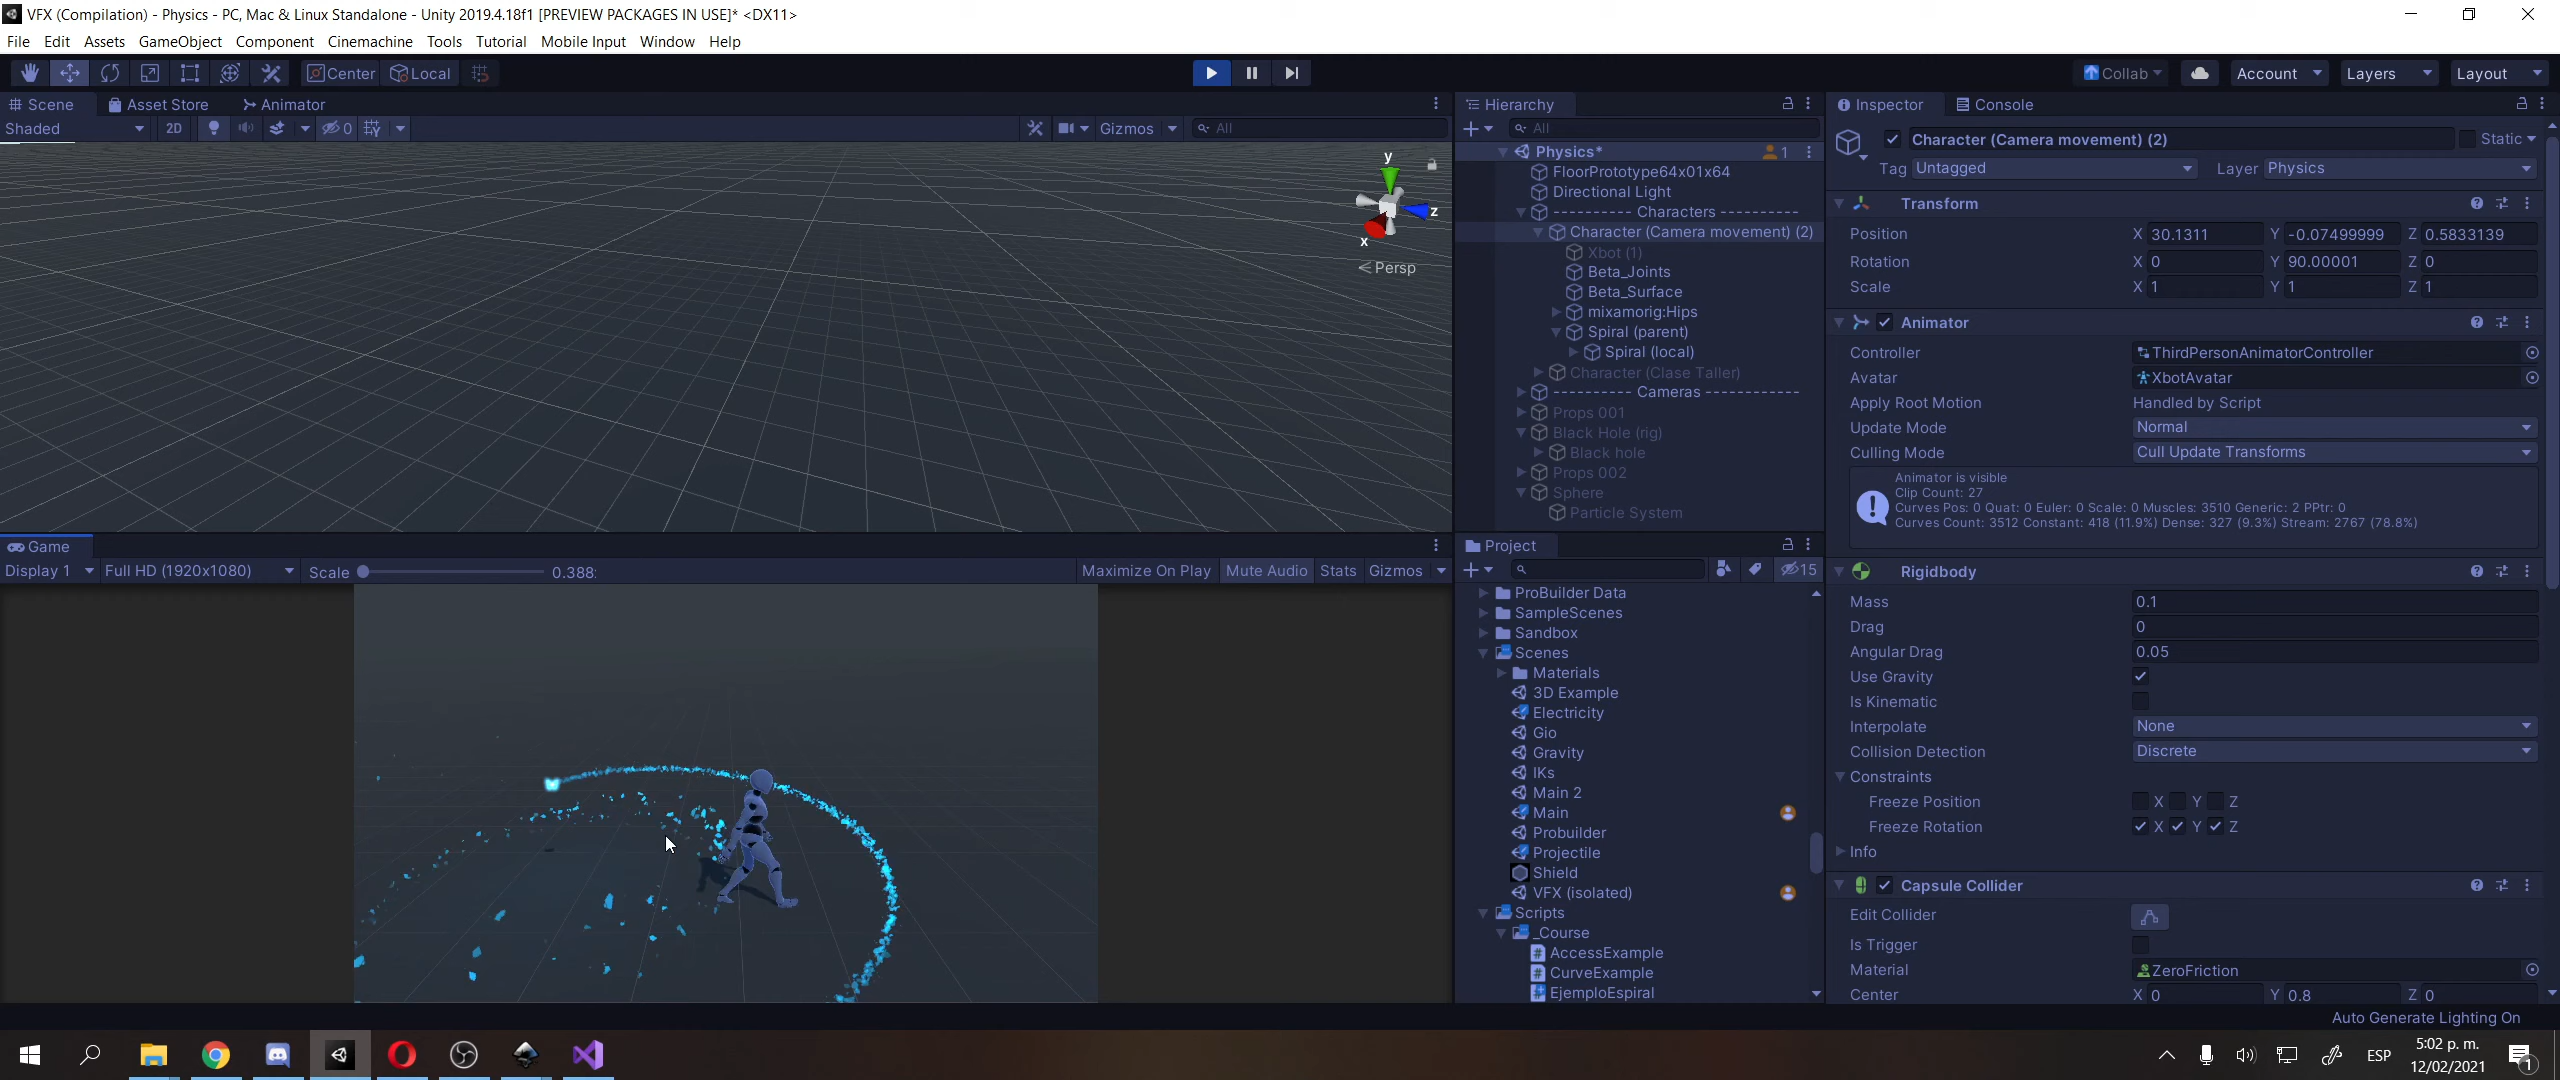 VFX (Compilation) - Physics - PC, Mac & Linux Standalone - Unity 2019.4.18f1 [PREVIEW PACKAGES IN USE]* <DX11>
File Edit Assets GameObject Component Cinemachine Tools Tutorial Mobile Input Window Help
Center Local Collab Account Layers Layout
Scene Asset Store Animator
Shaded 2D 0 Gizmos All
y
z
x
Persp
Hierarchy
All
Physics* 1
FloorPrototype64x01x64
Directional Light
---------- Characters ----------
Character (Camera movement) (2)
Xbot (1)
Beta_Joints
Beta_Surface
mixamorig:Hips
Spiral (parent)
Spiral (local)
Character (Clase Taller)
----------- Cameras -----------
Props 001
Black Hole (rig)
Black hole
Props 002
Sphere
Particle System
Game
Display 1 Full HD (1920x1080) Scale 0.388: Maximize On Play Mute Audio Stats Gizmos
Project
15
ProBuilder Data
SampleScenes
Sandbox
Scenes
Materials
3D Example
Electricity
Gio
Gravity
IKs
Main 2
Main
Probuilder
Projectile
Shield
VFX (isolated)
Scripts
_Course
AccessExample
CurveExample
EjemploEspiral
Inspector Console
Character (Camera movement) (2) Static
Tag Untagged Layer Physics
Transform
Position X 30.1311 Y -0.07499999 Z 0.5833139
Rotation X 0 Y 90.00001 Z 0
Scale X 1 Y 1 Z 1
Animator
Controller ThirdPersonAnimatorController
Avatar XbotAvatar
Apply Root Motion Handled by Script
Update Mode Normal
Culling Mode Cull Update Transforms
Animator is visible
Clip Count: 27
Curves Pos: 0 Quat: 0 Euler: 0 Scale: 0 Muscles: 3510 Generic: 2 PPtr: 0
Curves Count: 3512 Constant: 418 (11.9%) Dense: 327 (9.3%) Stream: 2767 (78.8%)
Rigidbody
Mass 0.1
Drag 0
Angular Drag 0.05
Use Gravity
Is Kinematic
Interpolate None
Collision Detection Discrete
Constraints
Freeze Position X Y Z
Freeze Rotation X Y Z
Info
Capsule Collider
Edit Collider
Is Trigger
Material ZeroFriction
Center X 0 Y 0.8 Z 0
Auto Generate Lighting On
ESP
5:02 p. m.
12/02/2021
1